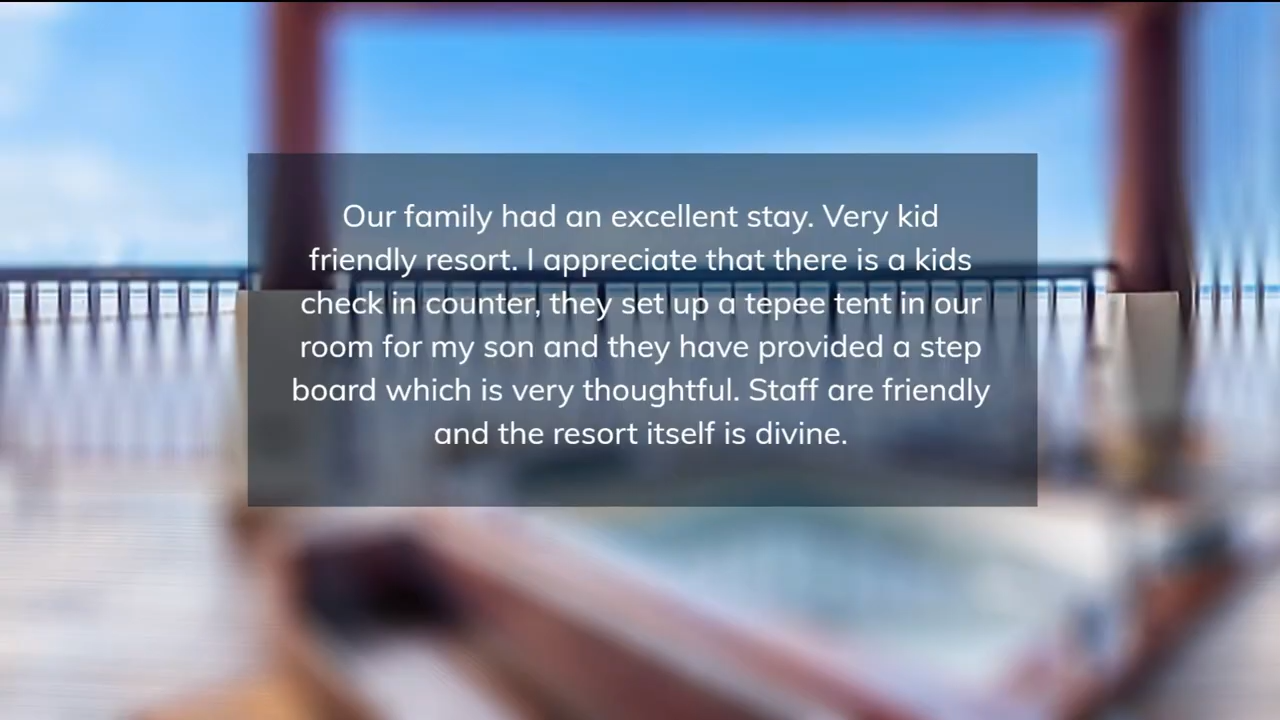 Our family had an excellent stay. Very kid
friendly resort. I appreciate that there is a kids
check in counter, they set up a tepee tent in our
room for my son and they have provided a step
board which is very thoughtful. Staff are friendly
and the resort itself is divine.